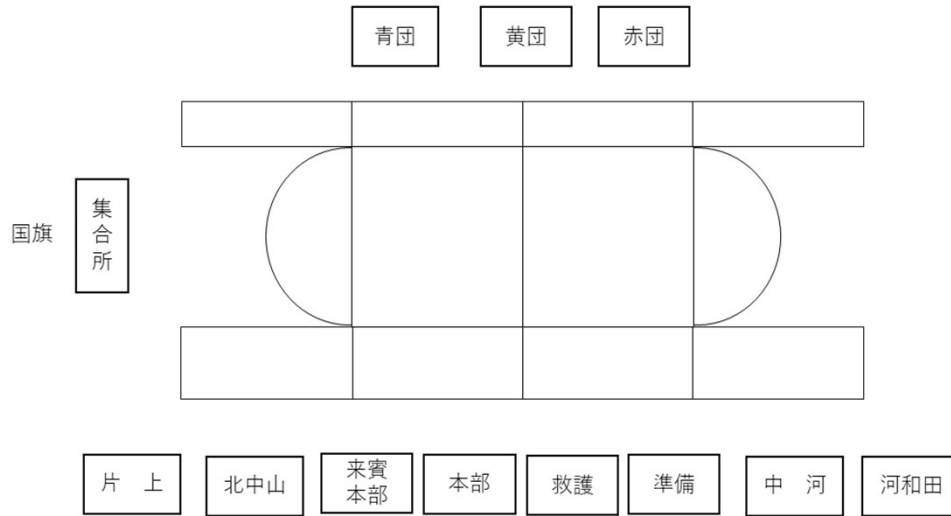 青団
黄団
赤団
国旗
集合所
片　上
北中山
来賓
本部
本部
救護
準備
中　河
河和田